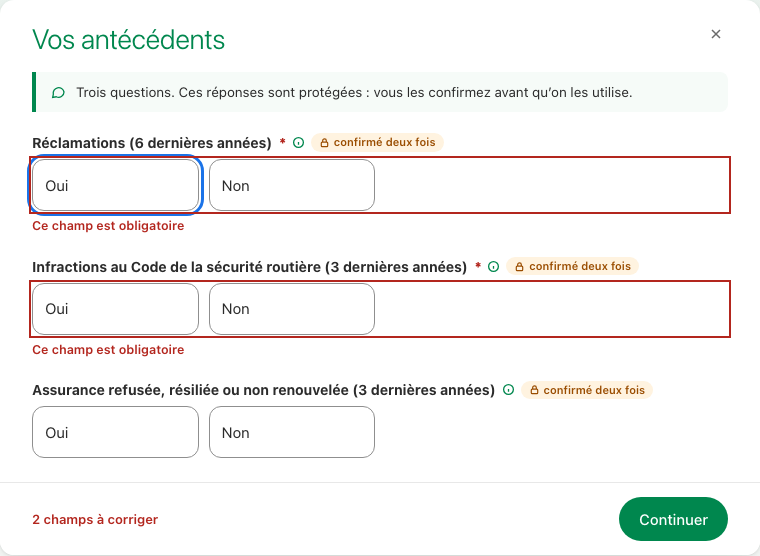 Vos antécédents
×
Trois questions. Ces réponses sont protégées : vous les confirmez avant qu’on les utilise.
Réclamations (6 dernières années) * confirmé deux fois
Oui Non
Ce champ est obligatoire
Infractions au Code de la sécurité routière (3 dernières années) * confirmé deux fois
Oui Non
Ce champ est obligatoire
Assurance refusée, résiliée ou non renouvelée (3 dernières années) confirmé deux fois
Oui Non
2 champs à corriger
Continuer